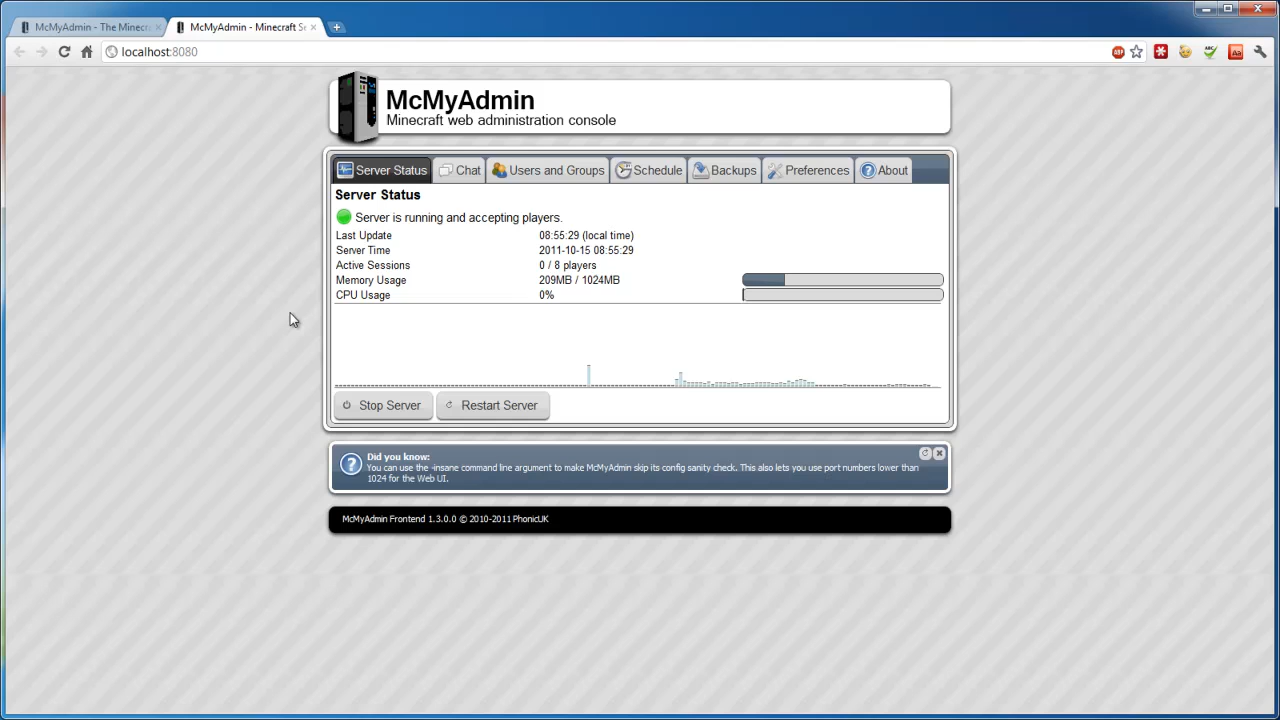 McMyAdmin - The Minecr
McMyAdmin - Minecraft Se
localhost:8080
ABP
McMyAdmin
Minecraft web administration console
Server Status
Chat
Users and Groups
Schedule
Backups
Preferences
About
Server Status
Server is running and accepting players.
Last Update 08:55:29 (local time)
Server Time 2011-10-15 08:55:29
Active Sessions 0 / 8 players
Memory Usage 209MB / 1024MB
CPU Usage 0%
Stop Server
Restart Server
Did you know:
You can use the -insane command line argument to make McMyAdmin skip its config sanity check. This also lets you use port numbers lower than
1024 for the Web UI.
McMyAdmin Frontend 1.3.0.0 © 2010-2011 PhonicUK